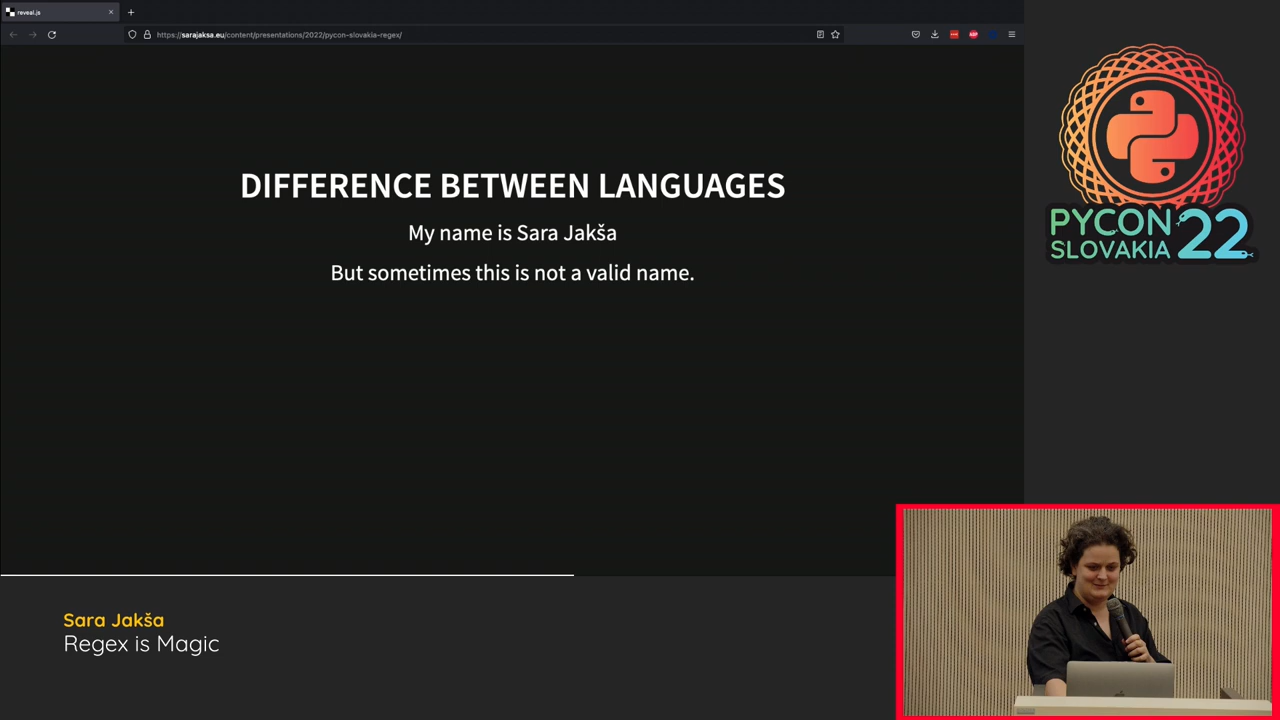 reveal.js
https://sarajaksa.eu/content/presentations/2022/pycon-slovakia-regex/
DIFFERENCE BETWEEN LANGUAGES
My name is Sara Jakša
But sometimes this is not a valid name.
PYCON 22
SLOVAKIA
Sara Jakša
Regex is Magic